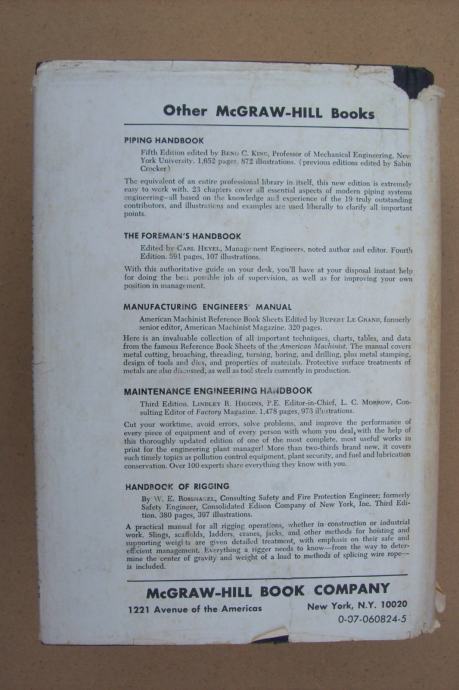 Other McGRAW-HILL Books
PIPING HANDBOOK
Fifth Edition edited by RENO C. KING, Professor of Mechanical Engineering, New
York University. 1,652 pages, 872 illustrations. (previous editions edited by Sabin
Crocker)
The equivalent of an entire professional library in itself, this new edition is extremely
easy to work with. 23 chapters cover all essential aspects of modern piping systems
engineering—all based on the knowledge and experience of the 19 truly outstanding
contributors, and illustrations and examples are used liberally to clarify all important
points.
THE FOREMAN'S HANDBOOK
Edited by CARL HEYEL, Management Engineers, noted author and editor. Fourth
Edition. 591 pages, 107 illustrations.
With this authoritative guide on your desk, you'll have at your disposal instant help
for doing the best possible job of supervision, as well as for improving your own
position in management.
MANUFACTURING ENGINEERS' MANUAL
American Machinist Reference Book Sheets Edited by RUPERT LE GRAND, formerly
senior editor, American Machinist Magazine. 320 pages.
Here is an invaluable collection of all important techniques, charts, tables, and data
from the famous Reference Book Sheets of the American Machinist. The manual covers
metal cutting, broaching, threading, turning, boring, and drilling, plus metal stamping,
design of tools and dies, and properties of materials. Protective surface treatments of
metals are also discussed, as well as tool steels currently in production.
MAINTENANCE ENGINEERING HANDBOOK
Third Edition. LINDLEY R. HIGGINS, P.E. Editor-in-Chief, L. C. MORROW, Con-
sulting Editor of Factory Magazine. 1,478 pages, 973 illustrations.
Cut your worktime, avoid errors, solve problems, and improve the performance of
every piece of equipment and of every person with whom you deal, with the help of
this thoroughly updated edition of one of the most complete, most useful works in
print for the engineering plant manager! More than two-thirds brand new, it covers
such timely topics as pollution control equipment, plant security, and fuel and lubrication
conservation. Over 100 experts share everything they know with you.
HANDBOOK OF RIGGING
By W. E. ROSSNAGEL, Consulting Safety and Fire Protection Engineer; formerly
Safety Engineer, Consolidated Edison Company of New York, Inc. Third Edi-
tion. 380 pages, 397 illustrations.
A practical manual for all rigging operations, whether in construction or industrial
work. Slings, scaffolds, ladders, cranes, jacks, and other methods for hoisting and
supporting weights are given detailed treatment, with emphasis on their safe and
efficient management. Everything a rigger needs to know—from the way to deter-
mine the center of gravity and weight of a load to methods of splicing wire rope—
is included.
McGRAW-HILL BOOK COMPANY
1221 Avenue of the Americas New York, N.Y. 10020
0-07-060824-5